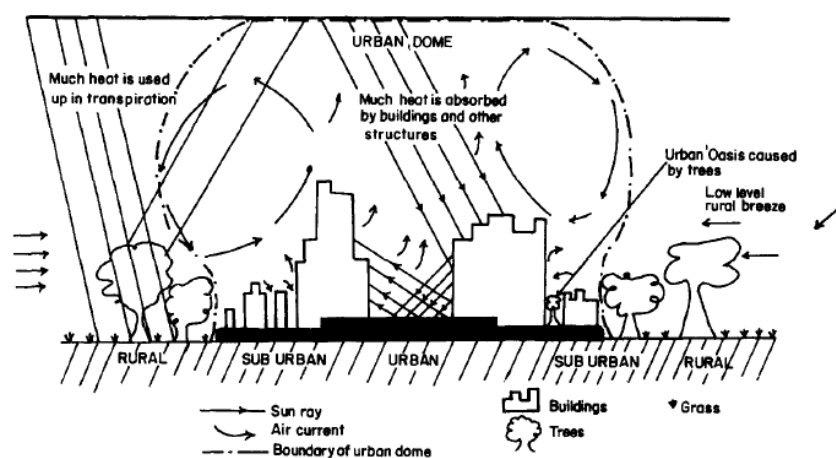 URBAN DOME
Much heat is used
up in transpiration
Much heat is absorbed
by buildings and other
structures
Urban 'Oasis caused
by trees
Low level
rural breeze
RURAL SUB URBAN URBAN SUB URBAN RURAL
Sun ray
Air current
Boundary of urban dome
Buildings
Trees
Grass